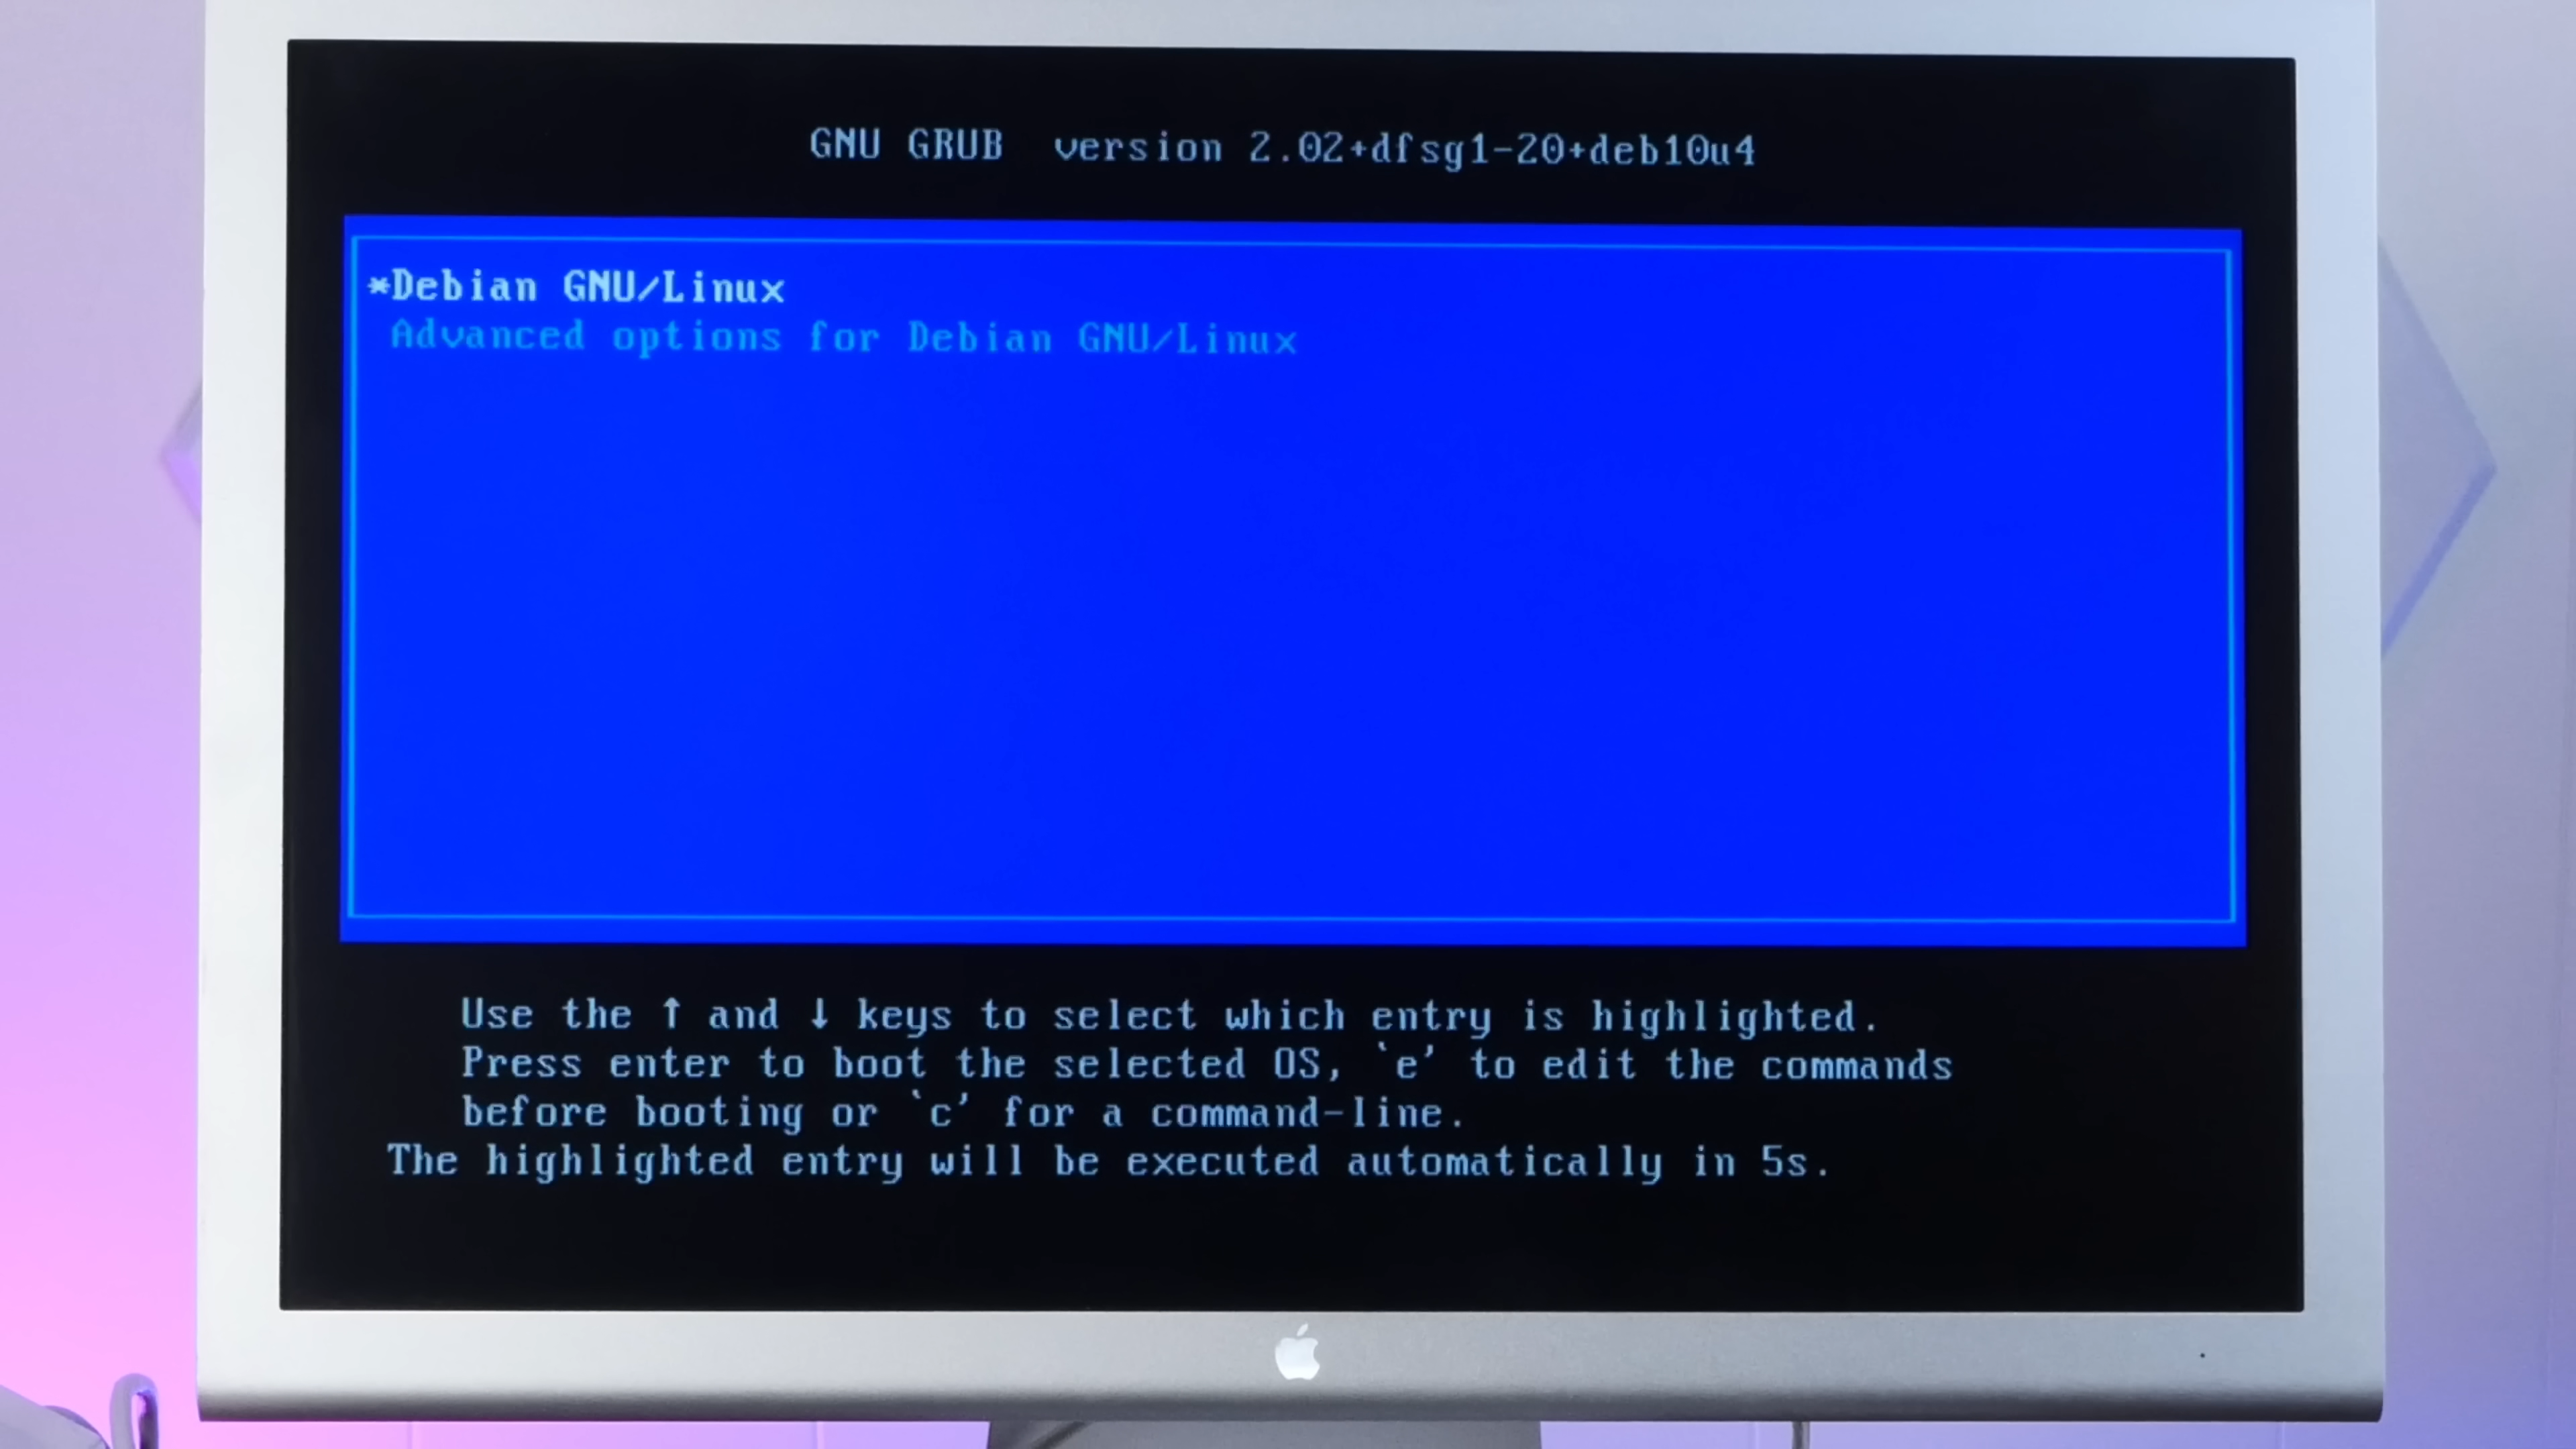 GNU GRUB  version 2.02+dfsg1-20+deb10u4
*Debian GNU/Linux
Advanced options for Debian GNU/Linux
Use the ↑ and ↓ keys to select which entry is highlighted.
Press enter to boot the selected OS, `e' to edit the commands
before booting or `c' for a command-line.
The highlighted entry will be executed automatically in 5s.